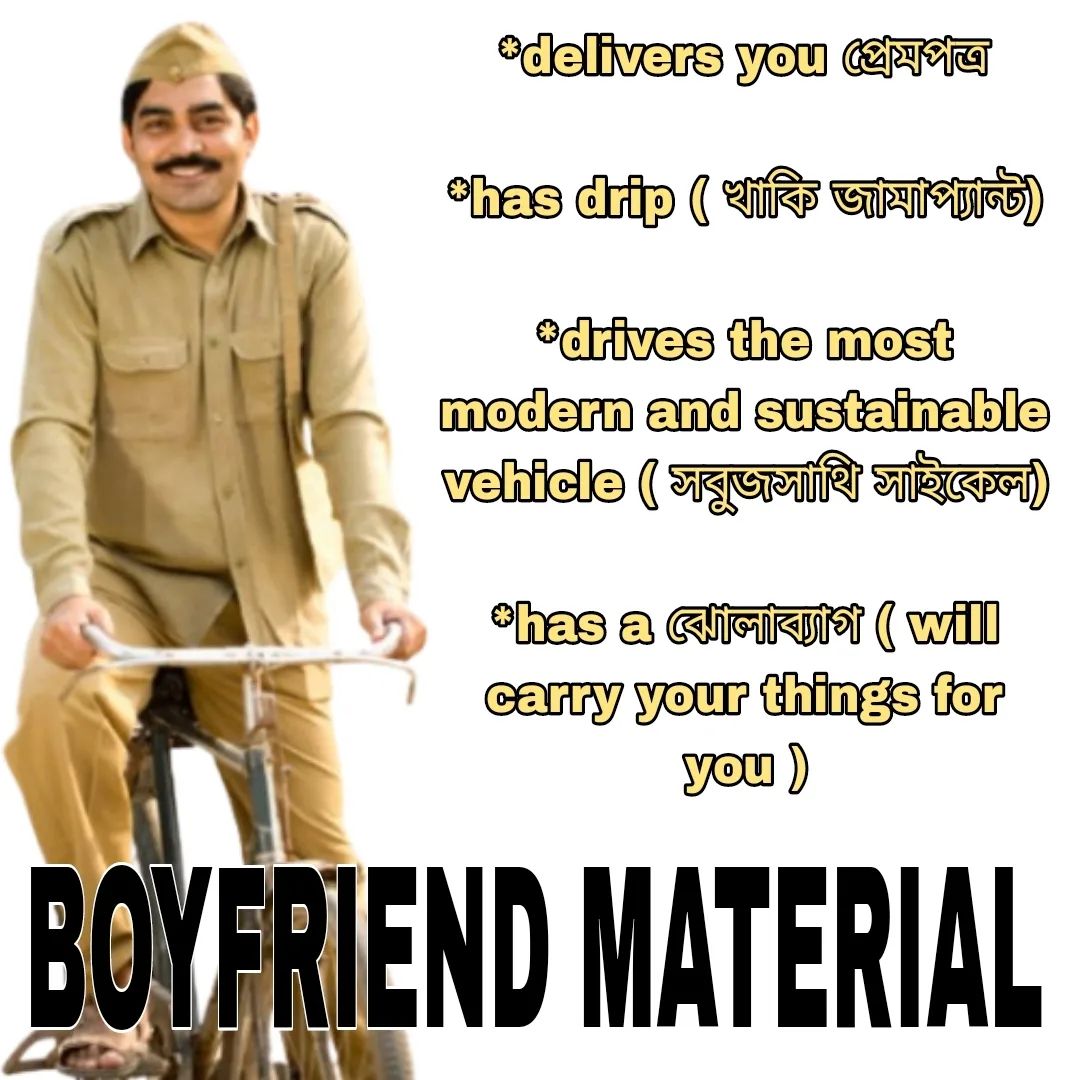 *delivers you প্রেমপত্র
*has drip ( খাকি জামাপ্যান্ট)
*drives the most
modern and sustainable
vehicle ( সবুজসাথি সাইকেল)
*has a ঝোলাব্যাগ ( will
carry your things for
you )
BOYFRIEND MATERIAL